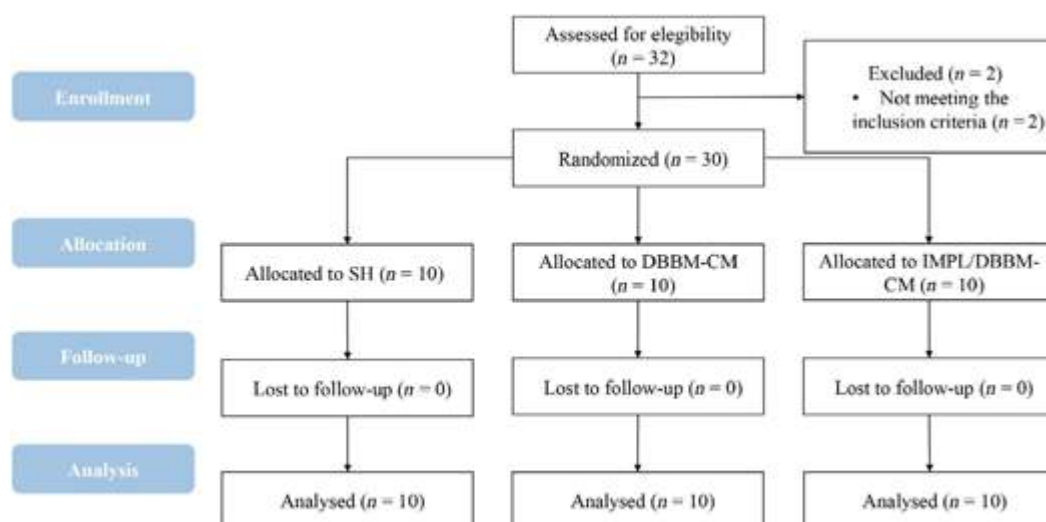 Assessed for elegibility
(n = 32)
Excluded (n = 2)
• Not meeting the
inclusion criteria (n = 2)
Enrollment
Randomized (n = 30)
Allocation
Allocated to SH (n = 10)
Allocated to DBBM-CM
(n = 10)
Allocated to IMPL/DBBM-
CM (n = 10)
Follow-up
Lost to follow-up (n = 0)
Lost to follow-up (n = 0)
Lost to follow-up (n = 0)
Analysis
Analysed (n = 10)
Analysed (n = 10)
Analysed (n = 10)